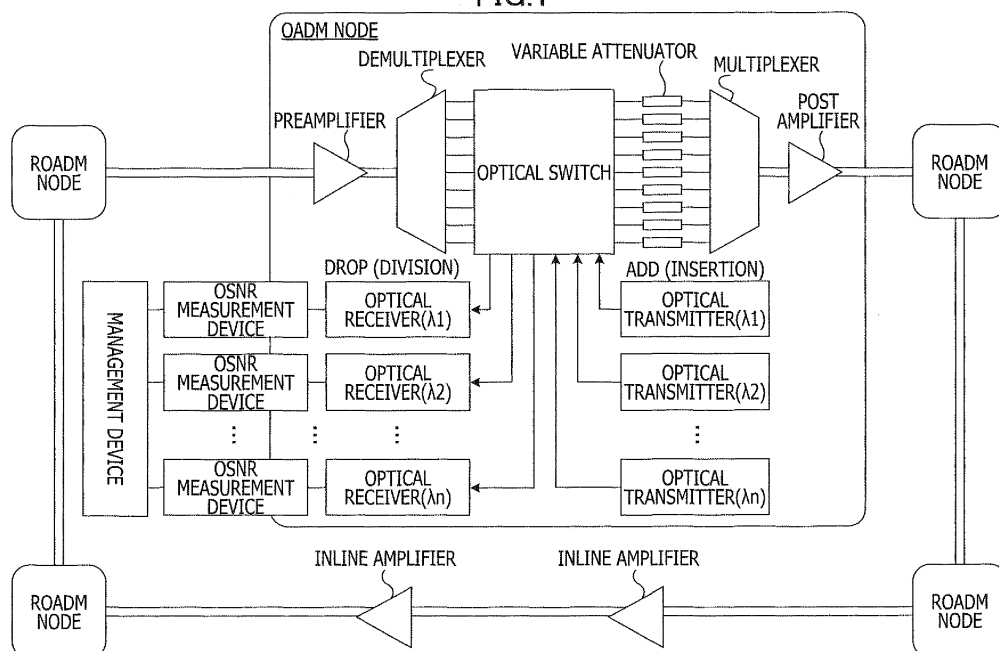 FIG.1
OADM NODE
DEMULTIPLEXER
VARIABLE ATTENUATOR
MULTIPLEXER
PREAMPLIFIER
POST
AMPLIFIER
ROADM
NODE
OPTICAL SWITCH
ROADM
NODE
DROP (DIVISION)
ADD (INSERTION)
MANAGEMENT DEVICE
OSNR
MEASUREMENT
DEVICE
OPTICAL
RECEIVER(λ1)
OPTICAL
TRANSMITTER(λ1)
OSNR
MEASUREMENT
DEVICE
OPTICAL
RECEIVER(λ2)
OPTICAL
TRANSMITTER(λ2)
OSNR
MEASUREMENT
DEVICE
OPTICAL
RECEIVER(λn)
OPTICAL
TRANSMITTER(λn)
INLINE AMPLIFIER
INLINE AMPLIFIER
ROADM
NODE
ROADM
NODE